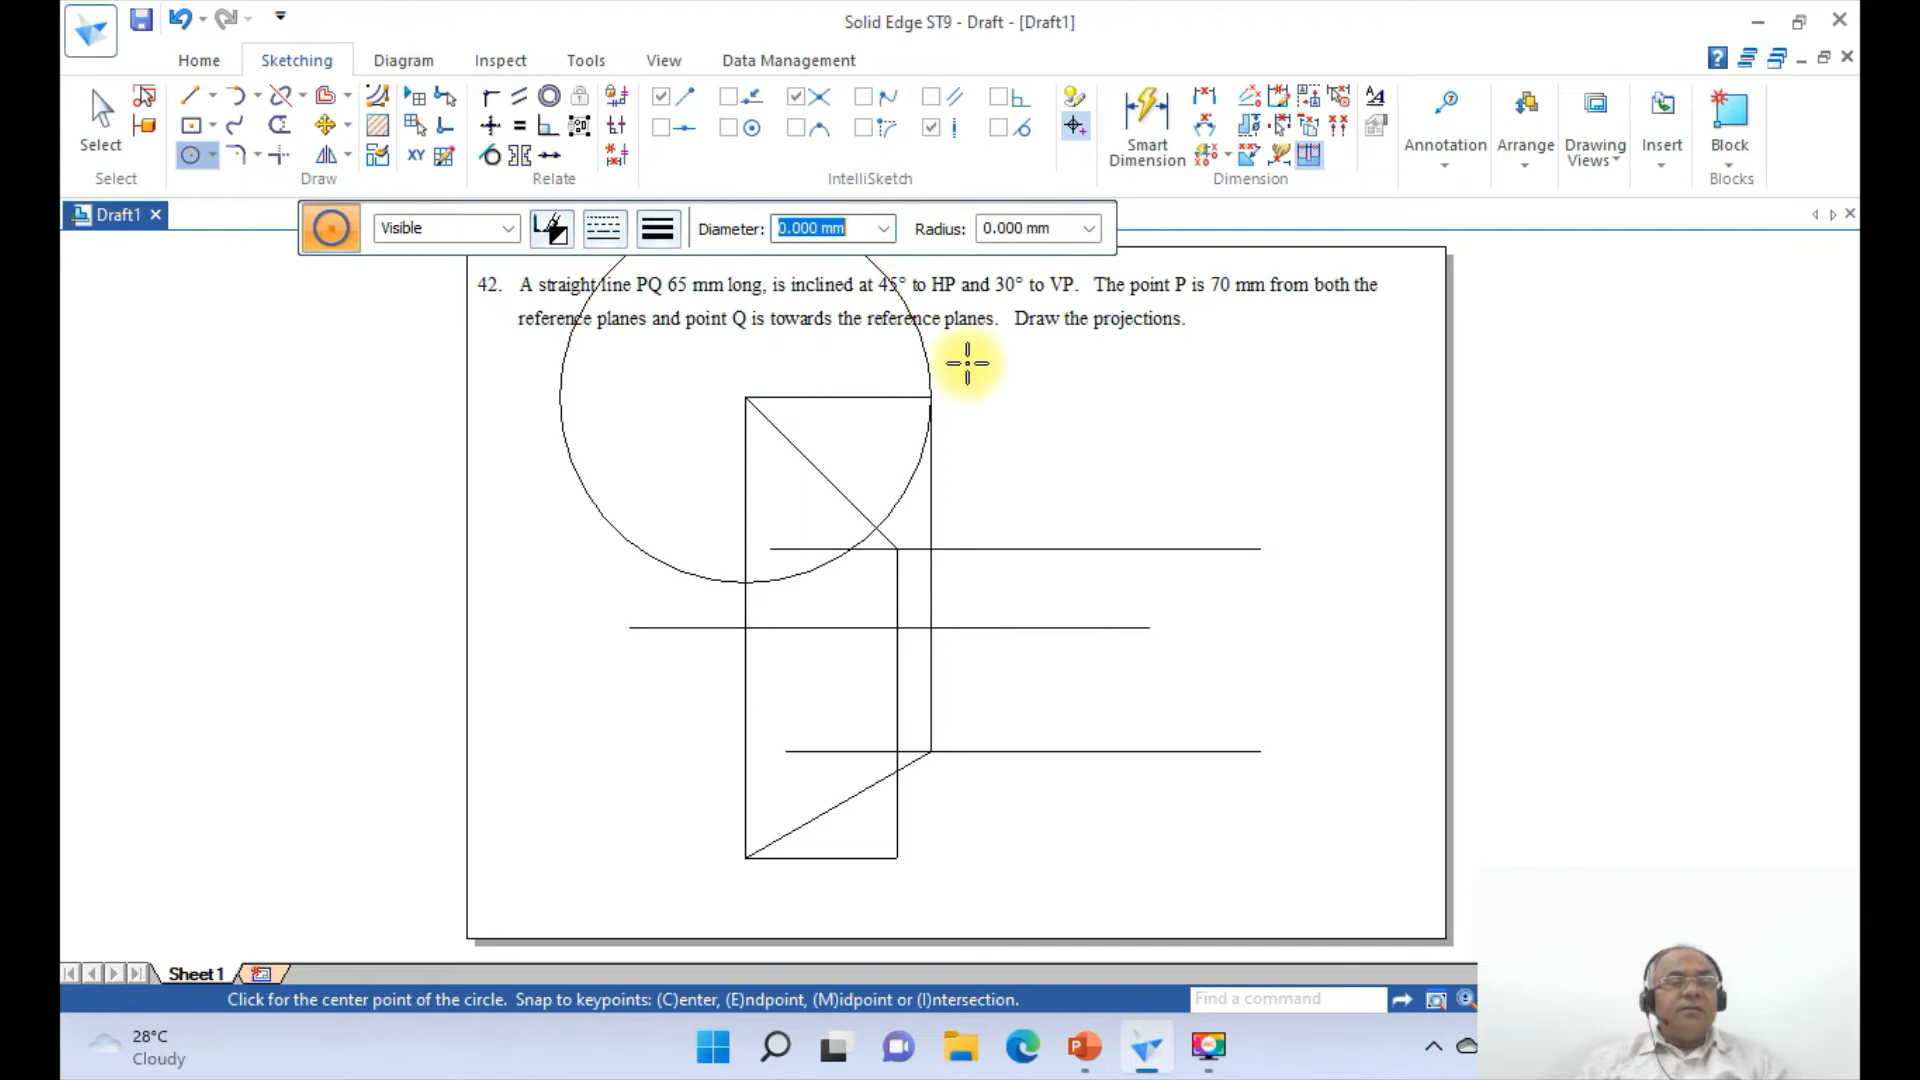 Solid Edge ST9 - Draft - [Draft1]
Home
Sketching
Diagram
Inspect
Tools
View
Data Management
Select
Smart Dimension
Annotation
Arrange
Drawing Views
Insert
Block
Select
Draw
Relate
IntelliSketch
Dimension
Blocks
XY
A
Draft1
Visible
Diameter:
0.000 mm
Radius:
0.000 mm
42. A straight line PQ 65 mm long, is inclined at 45° to HP and 30° to VP. The point P is 70 mm from both the
reference planes and point Q is towards the reference planes. Draw the projections.
Sheet1
Click for the center point of the circle. Snap to keypoints: (C)enter, (E)ndpoint, (M)idpoint or (I)ntersection.
Find a command
28°C
Cloudy